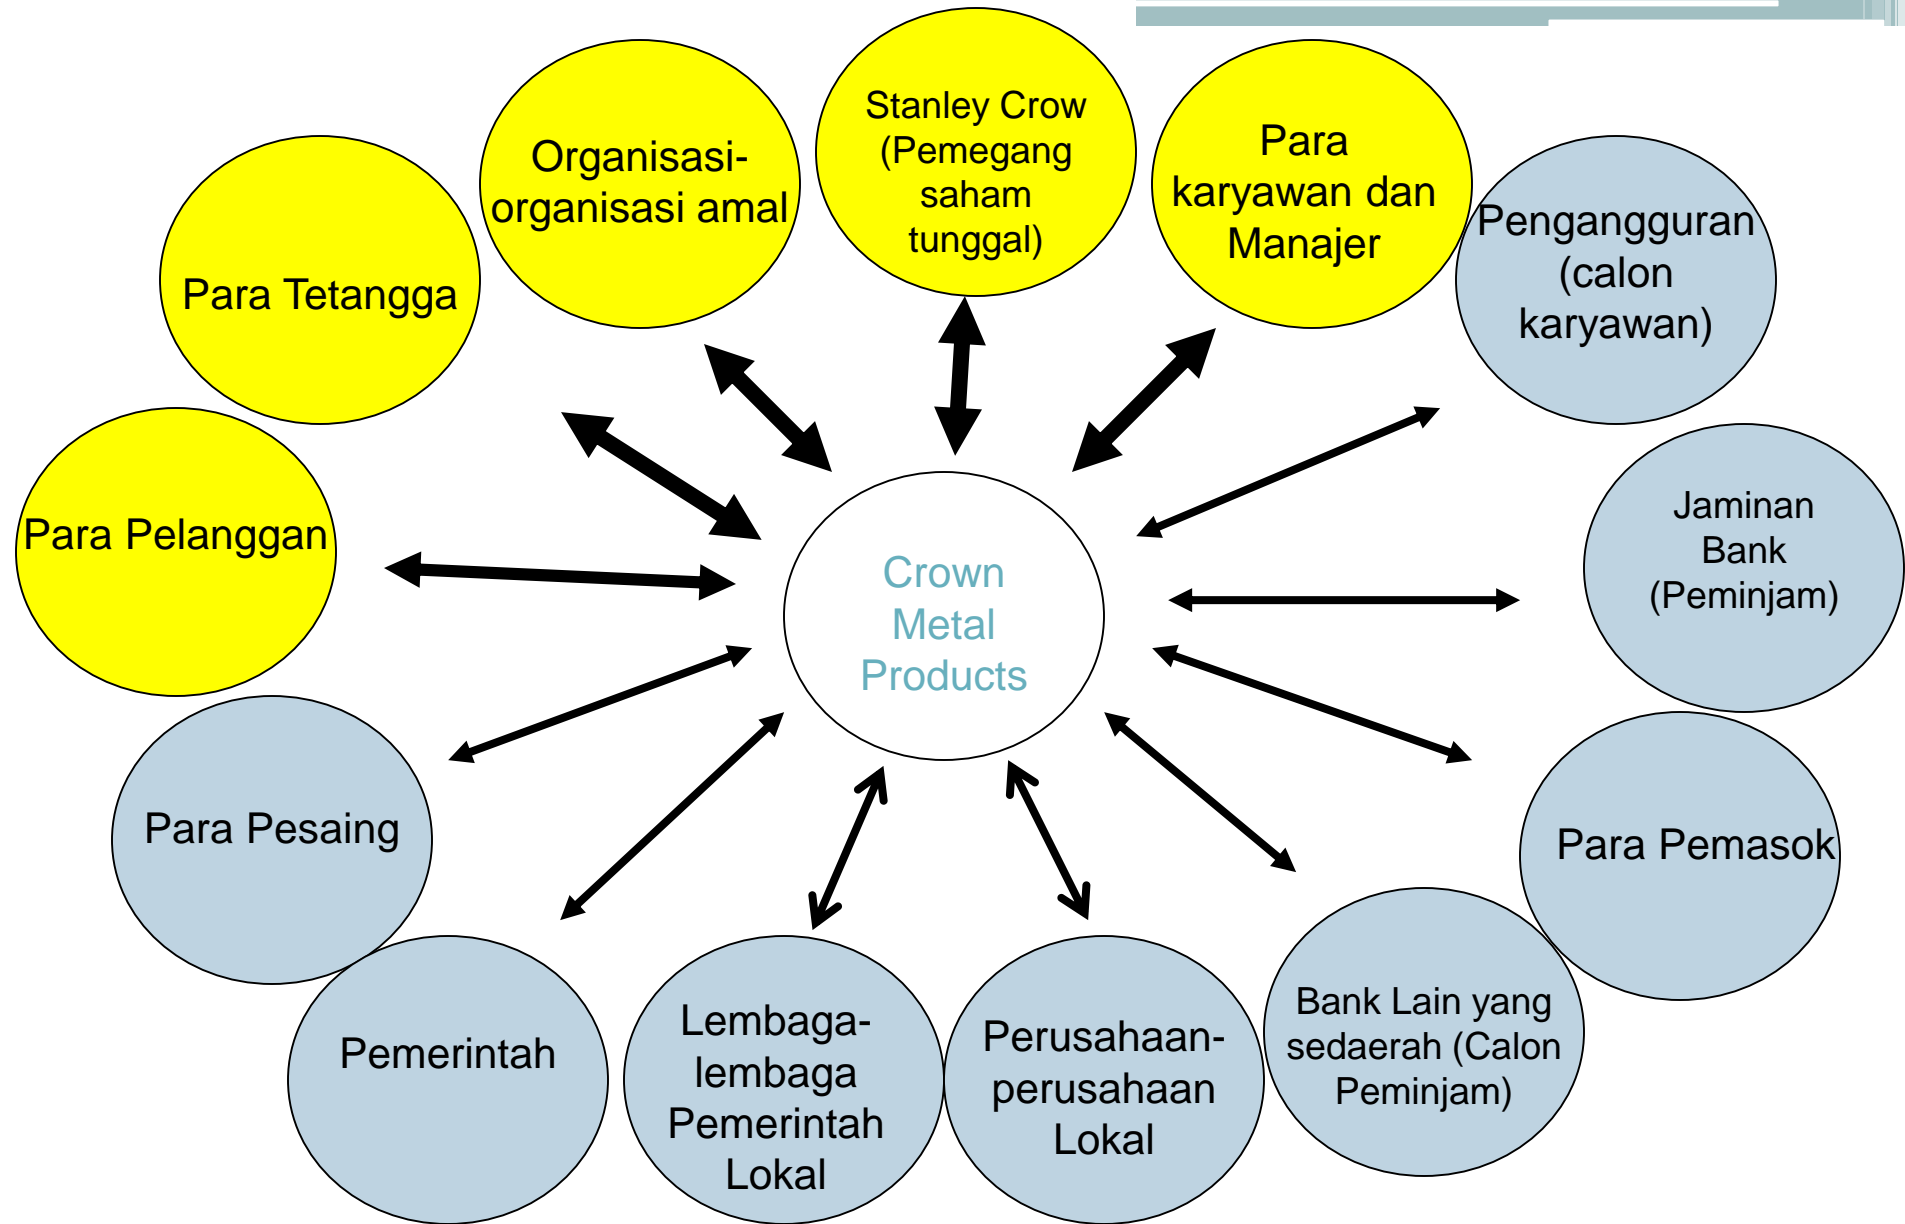 Stanley Crow
(Pemegang
saham
tunggal)
Organisasi-
organisasi amal
Para
karyawan dan
Manajer
Para Tetangga
Pengangguran
(calon
karyawan)
Para Pelanggan
Crown
Metal
Products
Jaminan
Bank
(Peminjam)
Para Pesaing
Para Pemasok
Pemerintah
Lembaga-
lembaga
Pemerintah
Lokal
Perusahaan-
perusahaan
Lokal
Bank Lain yang
sedaerah (Calon
Peminjam)